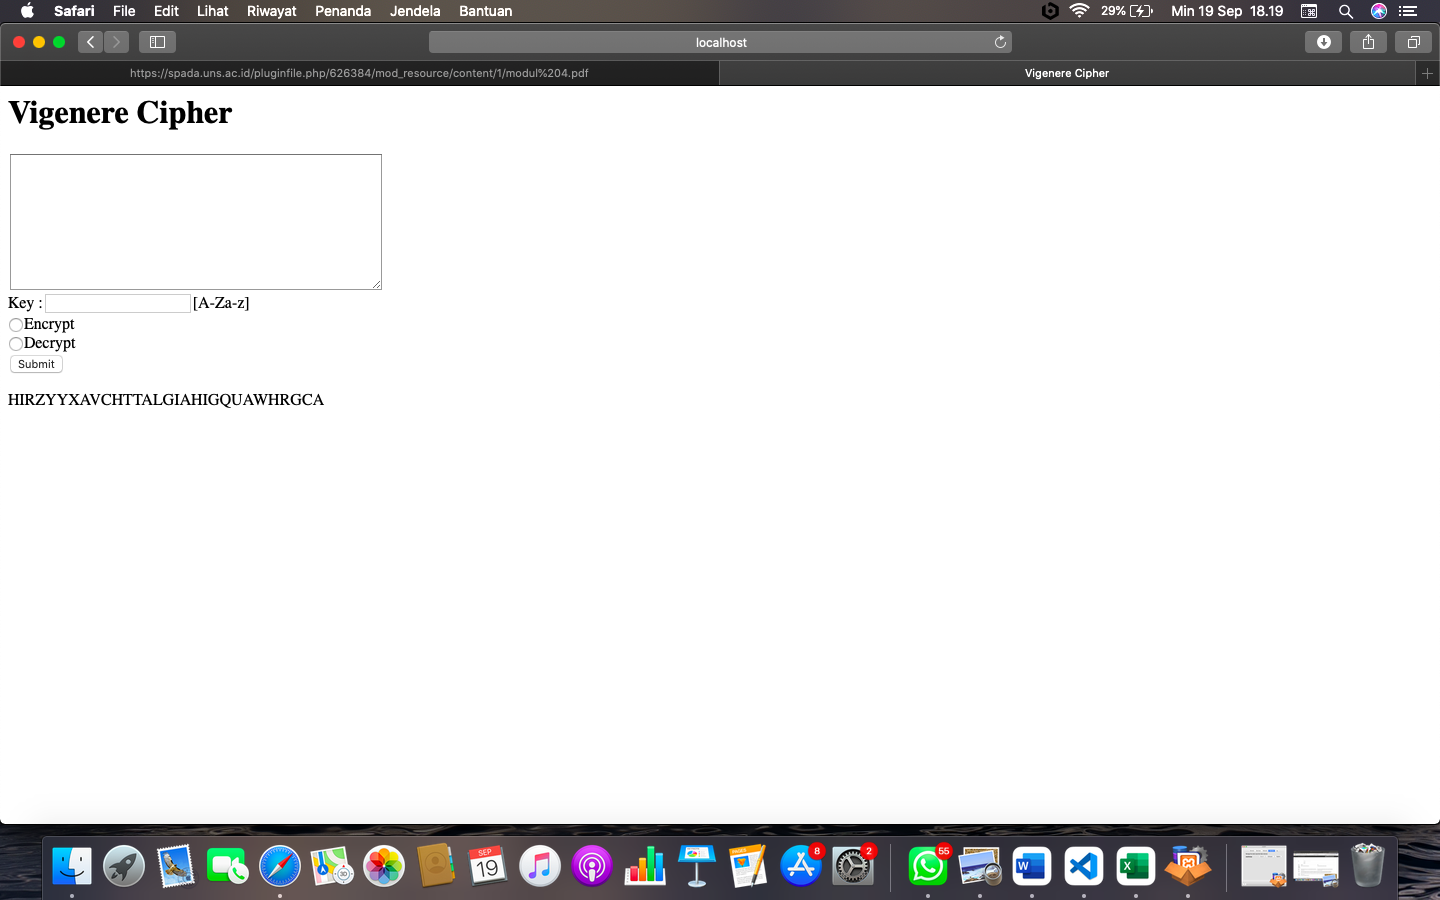 Safari File Edit Lihat Riwayat Penanda Jendela Bantuan 29% Min 19 Sep 18.19
localhost
https://spada.uns.ac.id/pluginfile.php/626384/mod_resource/content/1/modul%204.pdf Vigenere Cipher
Vigenere Cipher
Key : [A-Za-z]
Encrypt
Decrypt
Submit
HIRZYYXAVCHTTALGIAHIGQUAWHRGCA
SEP
19
3D
8
2
55
W
X